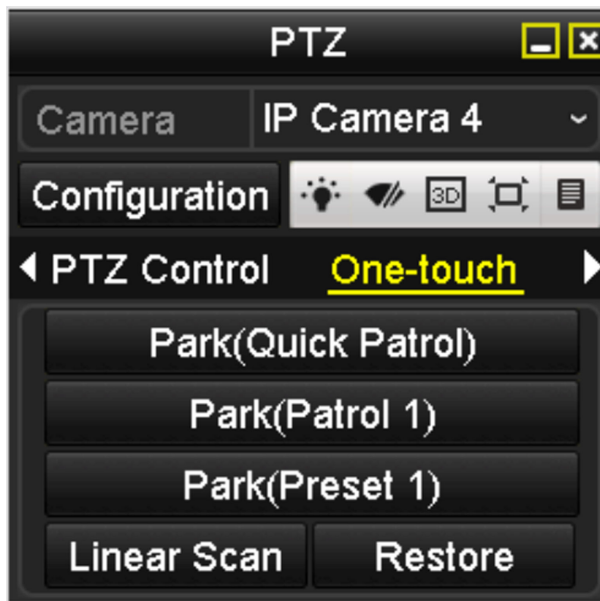 PTZ
Camera IP Camera 4
Configuration 3D
PTZ Control One-touch
Park(Quick Patrol)
Park(Patrol 1)
Park(Preset 1)
Linear Scan Restore